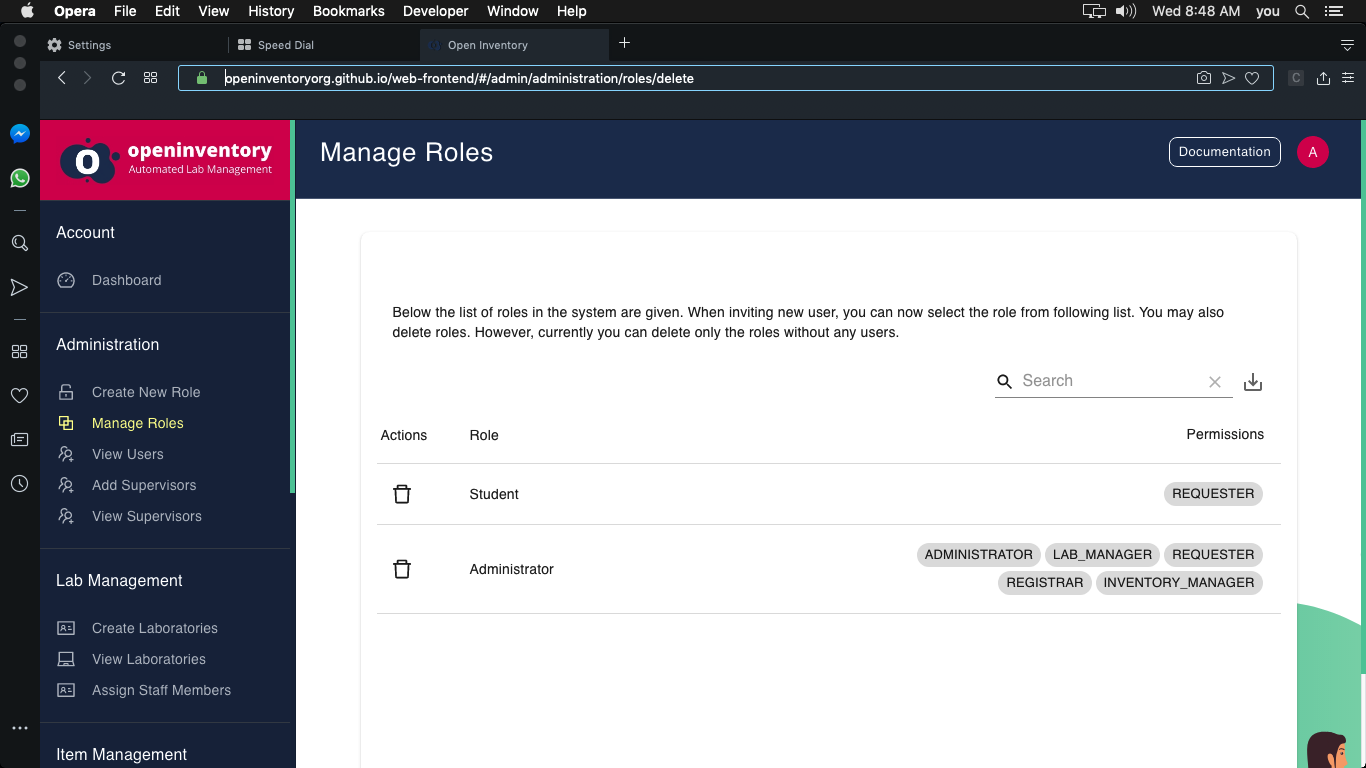 Opera File Edit View History Bookmarks Developer Window Help Wed 8:48 AM you
Settings Speed Dial Open Inventory
openinventoryorg.github.io/web-frontend/#/admin/administration/roles/delete
C
openinventory
Automated Lab Management
Manage Roles
Documentation
A
Account
Dashboard
Administration
Create New Role
Manage Roles
View Users
Add Supervisors
View Supervisors
Lab Management
Create Laboratories
View Laboratories
Assign Staff Members
Item Management
Below the list of roles in the system are given. When inviting new user, you can now select the role from following list. You may also
delete roles. However, currently you can delete only the roles without any users.
Search
Actions Role Permissions
Student REQUESTER
Administrator ADMINISTRATOR LAB_MANAGER REQUESTER
REGISTRAR INVENTORY_MANAGER